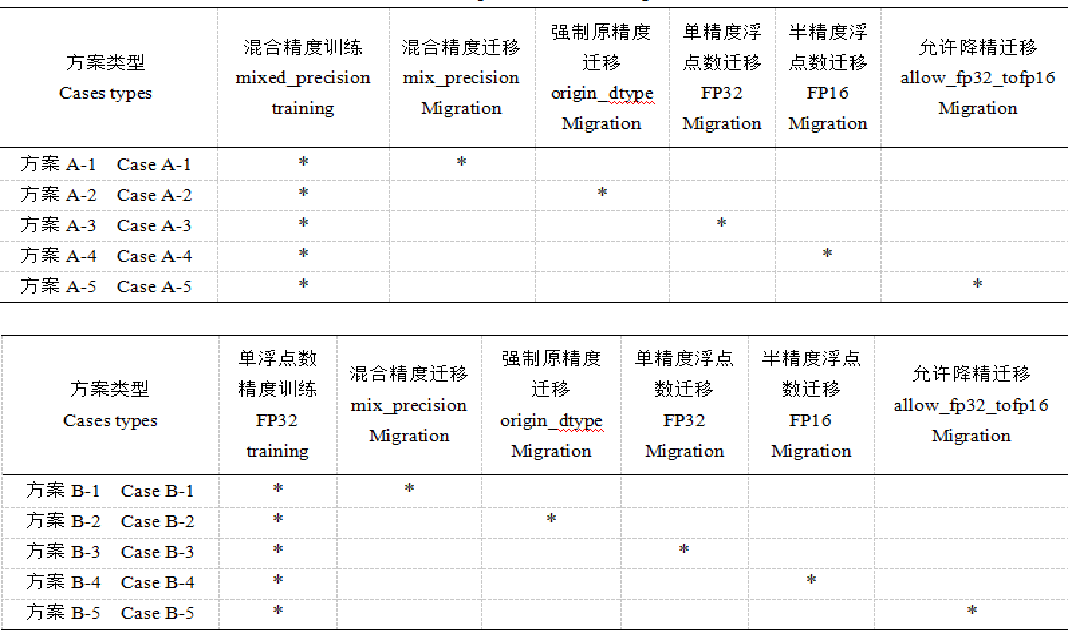 方案类型
Cases types
混合精度训练
mixed_precision
training
混合精度迁移
mix_precision
Migration
强制原精度
迁移
origin_dtype
Migration
单精度浮
点数迁移
FP32
Migration
半精度浮
点数迁移
FP16
Migration
允许降精迁移
allow_fp32_tofp16
Migration
方案 A-1 Case A-1 * *
方案 A-2 Case A-2 * *
方案 A-3 Case A-3 * *
方案 A-4 Case A-4 * *
方案 A-5 Case A-5 * *
方案类型
Cases types
单浮点数
精度训练
FP32
training
混合精度迁移
mix_precision
Migration
强制原精度
迁移
origin_dtype
Migration
单精度浮点
数迁移
FP32
Migration
半精度浮点
数迁移
FP16
Migration
允许降精迁移
allow_fp32_tofp16
Migration
方案 B-1 Case B-1 * *
方案 B-2 Case B-2 * *
方案 B-3 Case B-3 * *
方案 B-4 Case B-4 * *
方案 B-5 Case B-5 * *